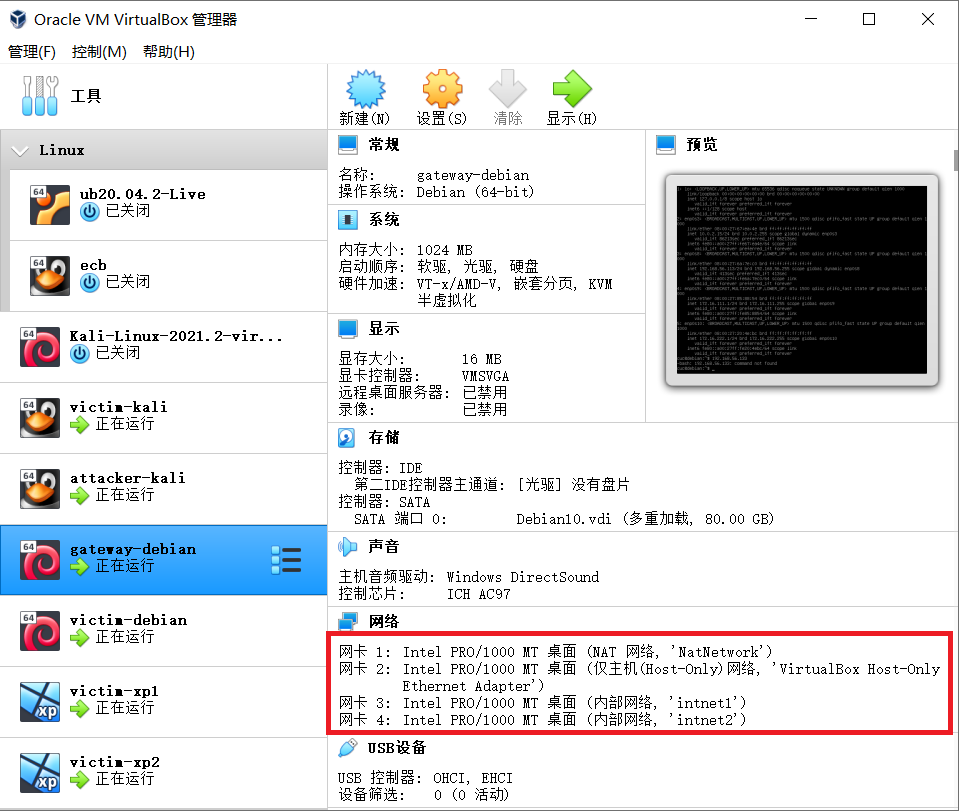 Oracle VM VirtualBox 管理器
管理(F) 控制(M) 帮助(H)
工具
新建(N) 设置(S) 清除 显示(H)
Linux
64 ub20.04.2-Live
已关闭
64 ecb
已关闭
64 Kali-Linux-2021.2-vir...
已关闭
64 victim-kali
正在运行
64 attacker-kali
正在运行
64 gateway-debian
正在运行
64 victim-debian
正在运行
xp victim-xp1
正在运行
xp victim-xp2
正在运行
常规
名称: gateway-debian
操作系统: Debian (64-bit)
系统
内存大小: 1024 MB
启动顺序: 软驱, 光驱, 硬盘
硬件加速: VT-x/AMD-V, 嵌套分页, KVM
半虚拟化
显示
显存大小: 16 MB
显卡控制器: VMSVGA
远程桌面服务器: 已禁用
录像: 已禁用
预览
存储
控制器: IDE
第二IDE控制器主通道: [光驱] 没有盘片
控制器: SATA
SATA 端口 0: Debian10.vdi (多重加载, 80.00 GB)
声音
主机音频驱动: Windows DirectSound
控制芯片: ICH AC97
网络
网卡 1: Intel PRO/1000 MT 桌面 (NAT 网络, 'NatNetwork')
网卡 2: Intel PRO/1000 MT 桌面 (仅主机(Host-Only)网络, 'VirtualBox Host-Only
Ethernet Adapter')
网卡 3: Intel PRO/1000 MT 桌面 (内部网络, 'intnet1')
网卡 4: Intel PRO/1000 MT 桌面 (内部网络, 'intnet2')
USB设备
USB 控制器: OHCI, EHCI
设备筛选: 0 (0 活动)